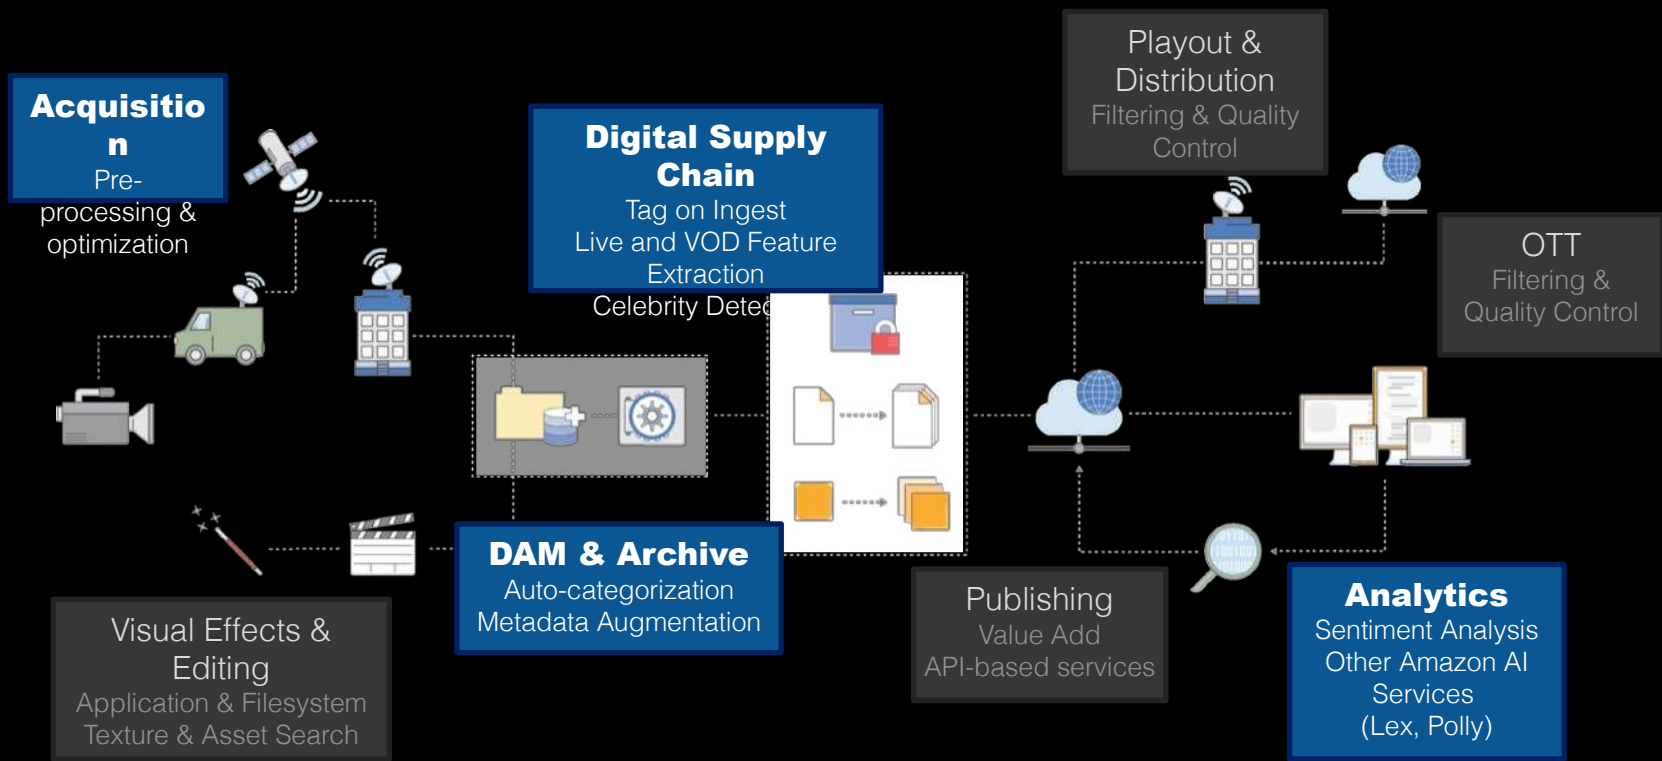 Acquisitio
n
Pre-
processing &
optimization
Digital Supply
Chain
Tag on Ingest
Live and VOD Feature
Extraction
Celebrity Detec
Playout &
Distribution
Filtering & Quality
Control
OTT
Filtering &
Quality Control
Visual Effects &
Editing
Application & Filesystem
Texture & Asset Search
DAM & Archive
Auto-categorization
Metadata Augmentation
Publishing
Value Add
API-based services
Analytics
Sentiment Analysis
Other Amazon AI
Services
(Lex, Polly)